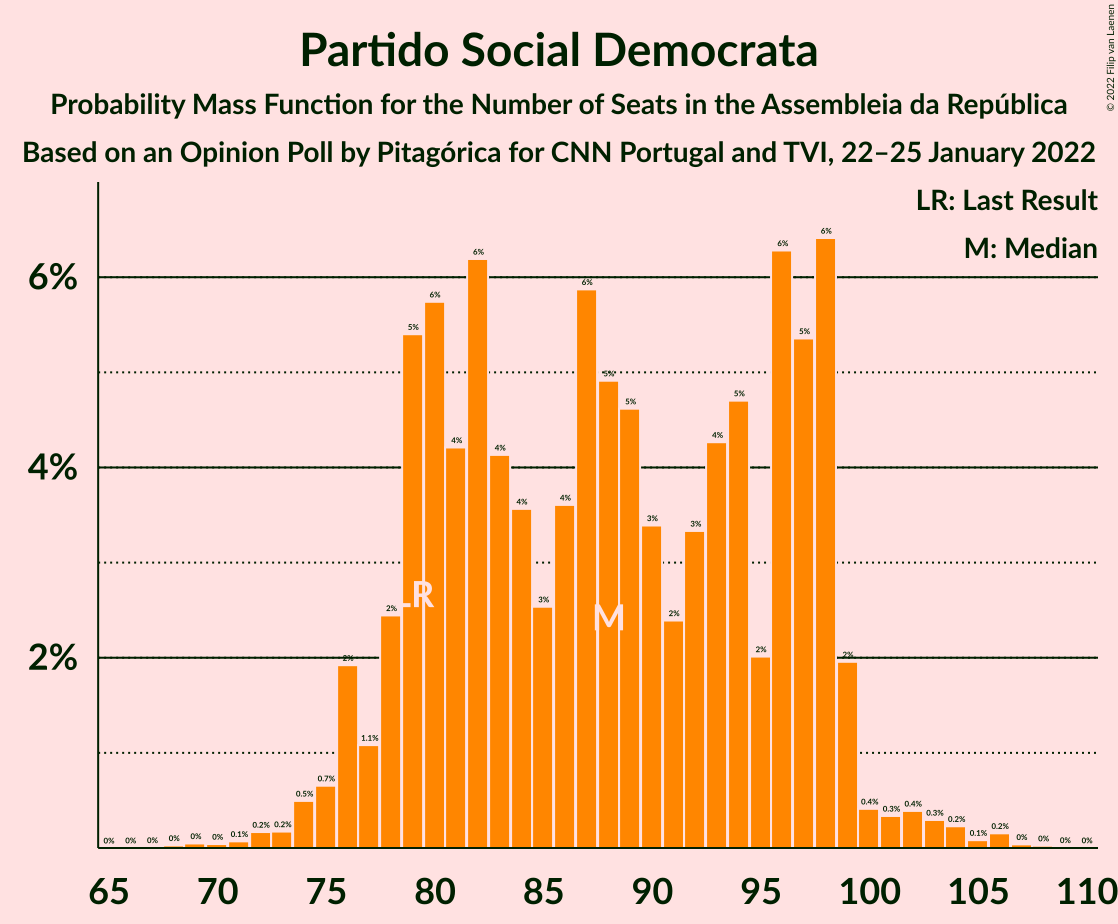 Partido Social Democrata
Probability Mass Function for the Number of Seats in the Assembleia da República
Based on an Opinion Poll by Pitagórica for CNN Portugal and TVI, 22–25 January 2022
© 2022 Filip van Laenen
LR: Last Result
M: Median
6%
4%
2%
0% 0% 0% 0% 0% 0% 0.1% 0.2% 0.2% 0.5% 0.7% 2% 1.1% 2% 5% 6% 4% 6% 4% 4% 3% 4% 6% 5% 5% 3% 2% 3% 4% 5% 2% 6% 5% 6% 2% 0.4% 0.3% 0.4% 0.3% 0.2% 0.1% 0.2% 0% 0% 0% 0%
LR
M
65 70 75 80 85 90 95 100 105 110